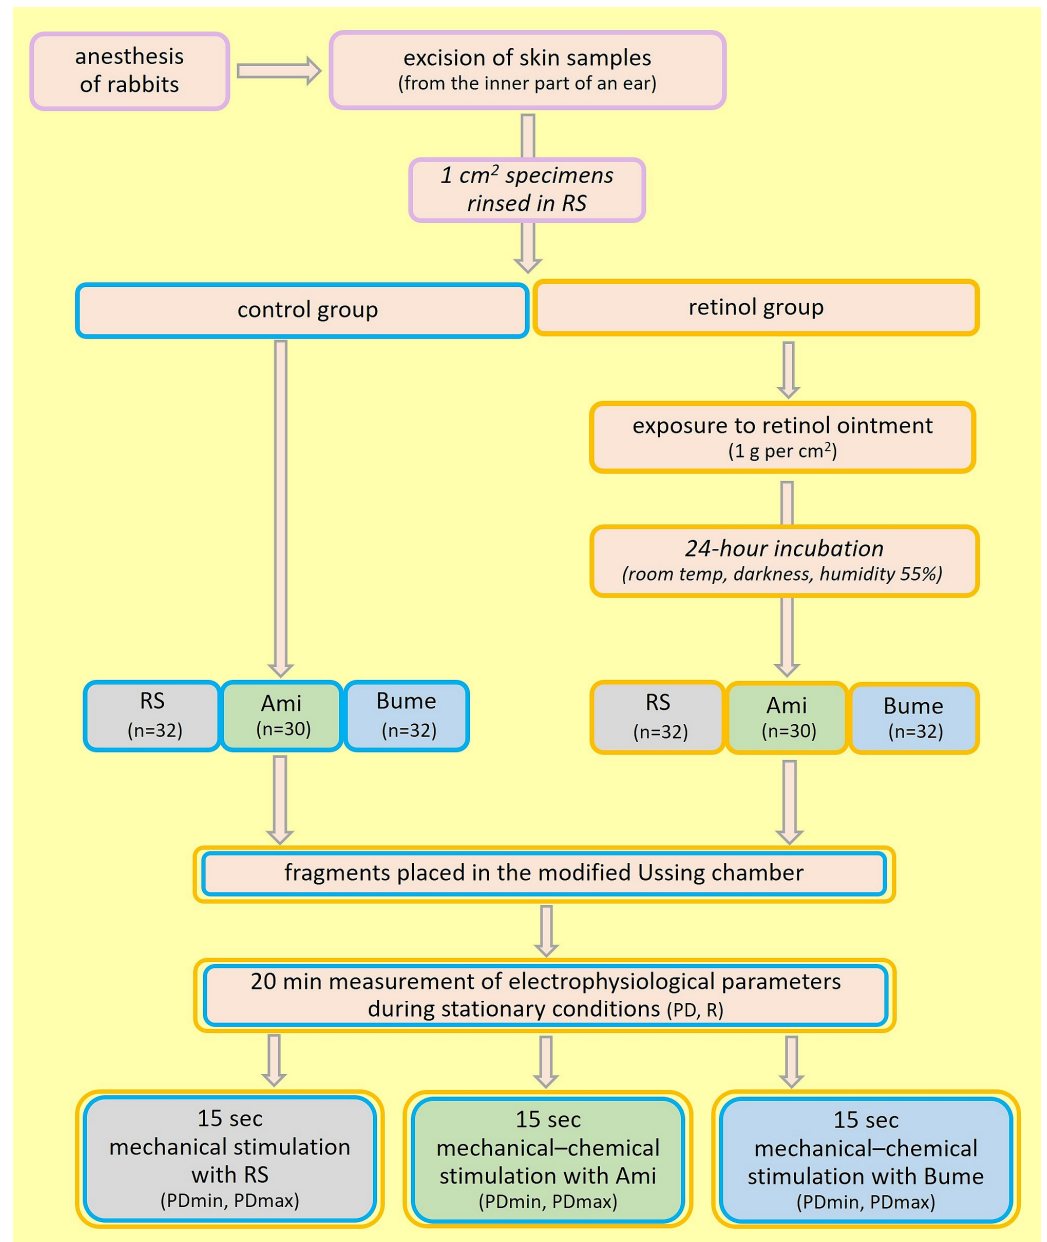 anesthesis
of rabbits
excision of skin samples
(from the inner part of an ear)
1 cm² specimens
rinsed in RS
control group
retinol group
exposure to retinol ointment
(1 g per cm²)
24-hour incubation
(room temp, darkness, humidity 55%)
RS
(n=32)
Ami
(n=30)
Bume
(n=32)
RS
(n=32)
Ami
(n=30)
Bume
(n=32)
fragments placed in the modified Ussing chamber
20 min measurement of electrophysiological parameters
during stationary conditions (PD, R)
15 sec
mechanical stimulation
with RS
(PDmin, PDmax)
15 sec
mechanical–chemical
stimulation with Ami
(PDmin, PDmax)
15 sec
mechanical–chemical
stimulation with Bume
(PDmin, PDmax)